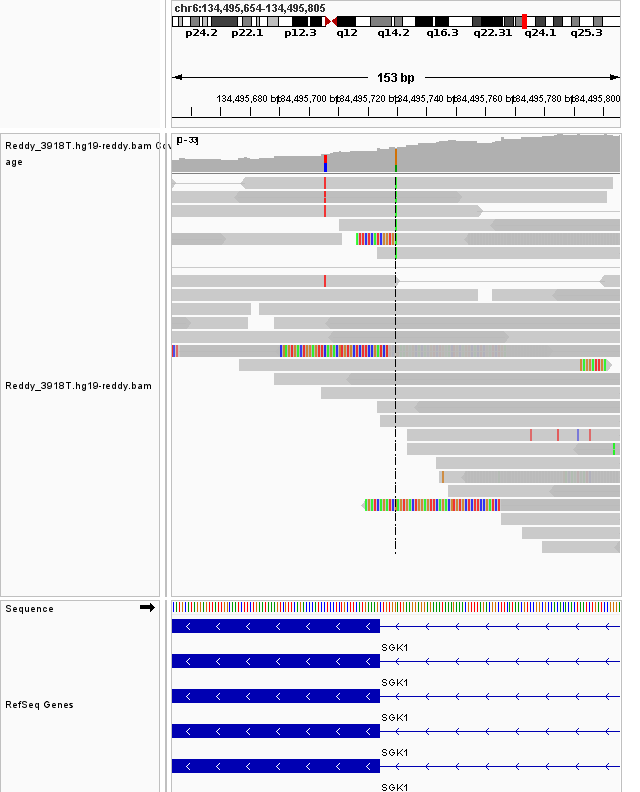 chr6:134,495,654-134,495,805
p24.2 p22.1 p12.3 q12 q14.2 q16.3 q22.31 q24.1 q25.3
153 bp
134,495,680 bp 134,495,700 bp 134,495,720 bp 134,495,740 bp 134,495,760 bp 134,495,780 bp 134,495,800
Reddy_3918T.hg19-reddy.bam Cov
age
[0-33]
Reddy_3918T.hg19-reddy.bam
Sequence
RefSeq Genes
SGK1
SGK1
SGK1
SGK1
SGK1